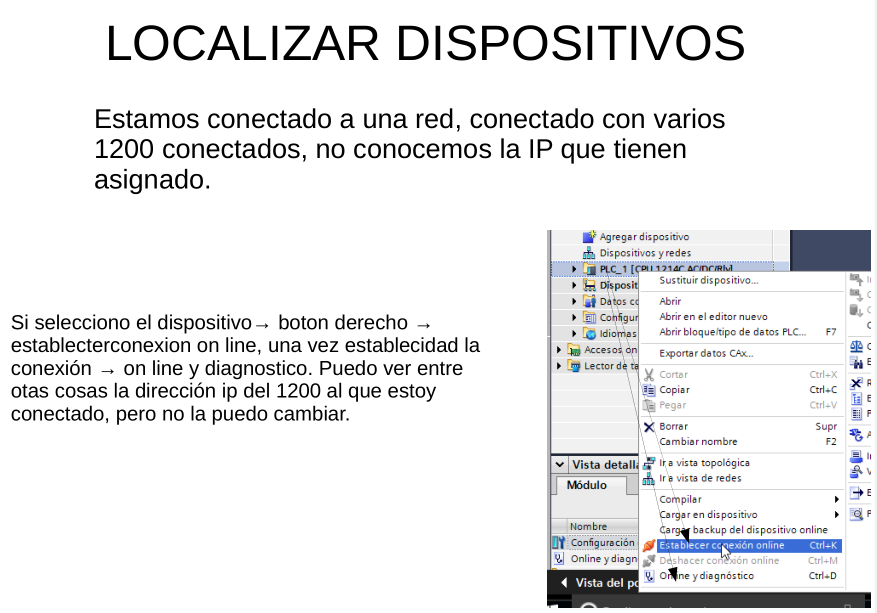 LOCALIZAR DISPOSITIVOS
Estamos conectado a una red, conectado con varios
1200 conectados, no conocemos la IP que tienen
asignado.
Si selecciono el dispositivo→ boton derecho →
establecterconexion on line, una vez establecidad la
conexión → on line y diagnostico. Puedo ver entre
otas cosas la dirección ip del 1200 al que estoy
conectado, pero no la puedo cambiar.
Agregar dispositivo
Dispositivos y redes
PLC_1 [CPU 1214C AC/DC/Rly]
Disposit
Datos co
Configur
Idiomas
Accesos on
Lector de ta
Sustituir dispositivo...
Abrir
Abrir en el editor nuevo
Abrir bloque/tipo de datos PLC... F7
Exportar datos CAx...
Cortar Ctrl+X
Copiar Ctrl+C
Pegar Ctrl+V
Borrar Supr
Cambiar nombre F2
Ir a vista topológica
Ir a vista de redes
Compilar
Cargar en dispositivo
Cargar backup del dispositivo online
Establecer conexión online Ctrl+K
Deshacer conexión online Ctrl+M
Online y diagnóstico Ctrl+D
Vista detalla
Módulo
Nombre
Configuración
Online y diagn
Vista del po